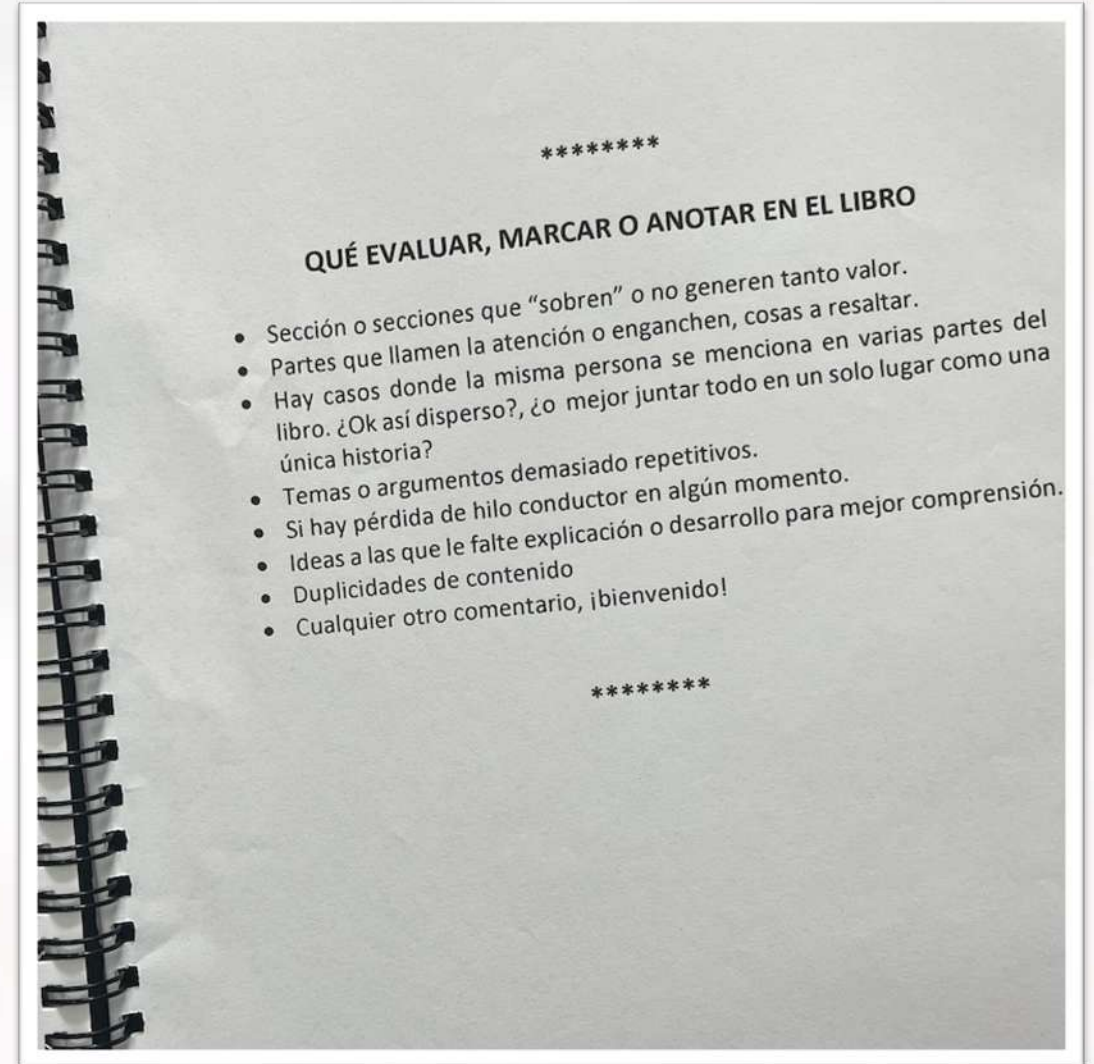 ********
QUÉ EVALUAR, MARCAR O ANOTAR EN EL LIBRO
• Sección o secciones que “sobren” o no generen tanto valor.
• Partes que llamen la atención o enganchen, cosas a resaltar.
• Hay casos donde la misma persona se menciona en varias partes del
libro. ¿Ok así disperso?, ¿o mejor juntar todo en un solo lugar como una
única historia?
• Temas o argumentos demasiado repetitivos.
• Si hay pérdida de hilo conductor en algún momento.
• Ideas a las que le falte explicación o desarrollo para mejor comprensión.
• Duplicidades de contenido
• Cualquier otro comentario, ¡bienvenido!
********